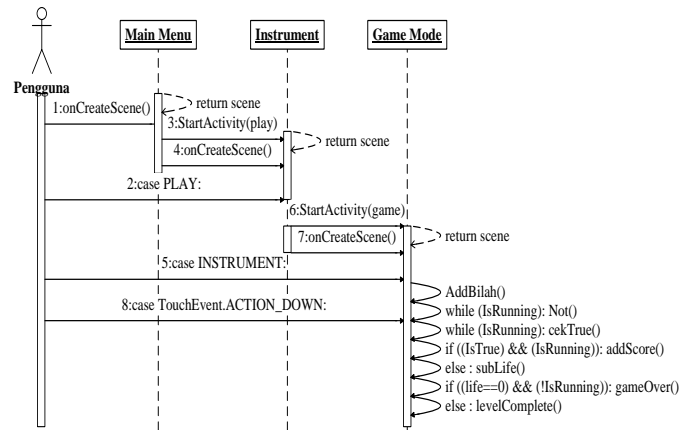 Main Menu
Instrument
Game Mode
Pengguna
1:onCreateScene()
return scene
3:StartActivity(play)
return scene
4:onCreateScene()
2:case PLAY:
6:StartActivity(game)
7:onCreateScene()
return scene
5:case INSTRUMENT:
AddBilah()
8:case TouchEvent.ACTION_DOWN:
while (IsRunning): Not()
while (IsRunning): cekTrue()
if ((IsTrue) && (IsRunning)): addScore()
else : subLife()
if ((life==0) && (!IsRunning)): gameOver()
else : levelComplete()